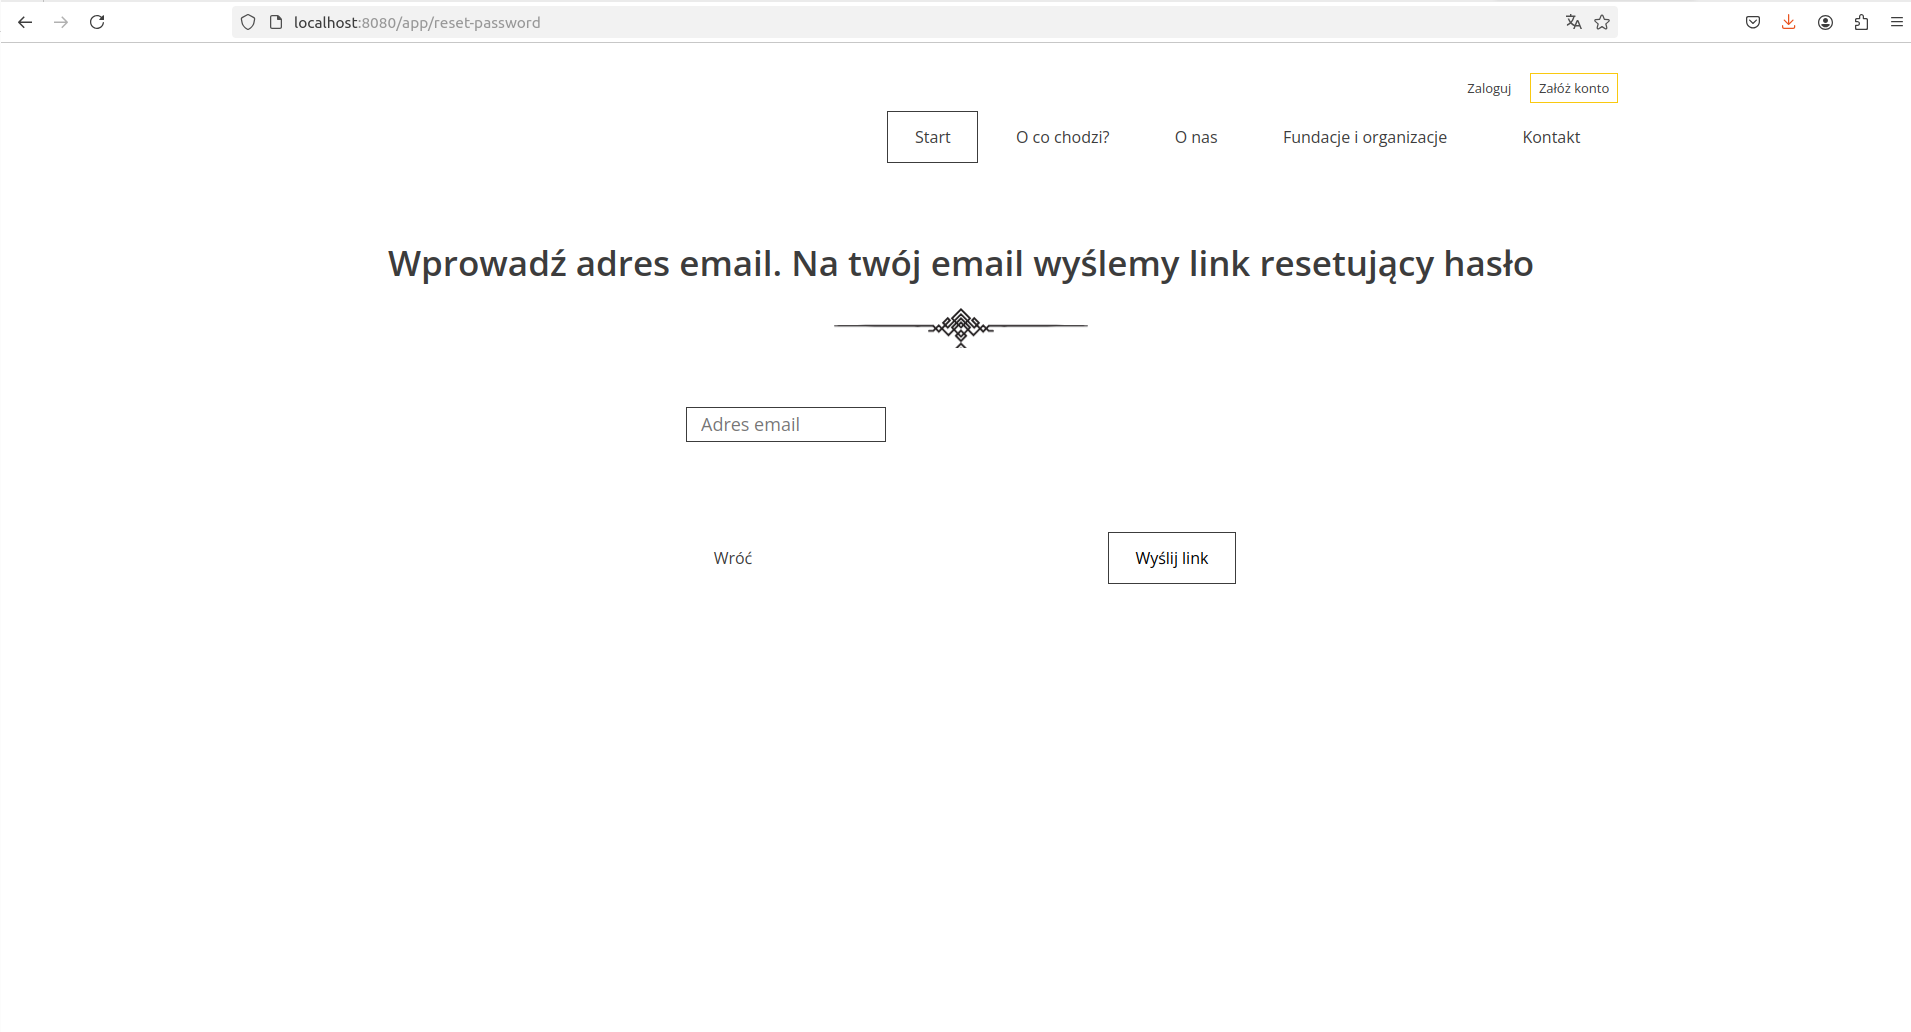 localhost:8080/app/reset-password
Zaloguj Załóż konto
Start O co chodzi? O nas Fundacje i organizacje Kontakt
Wprowadź adres email. Na twój email wyślemy link resetujący hasło
Adres email
Wróć Wyślij link